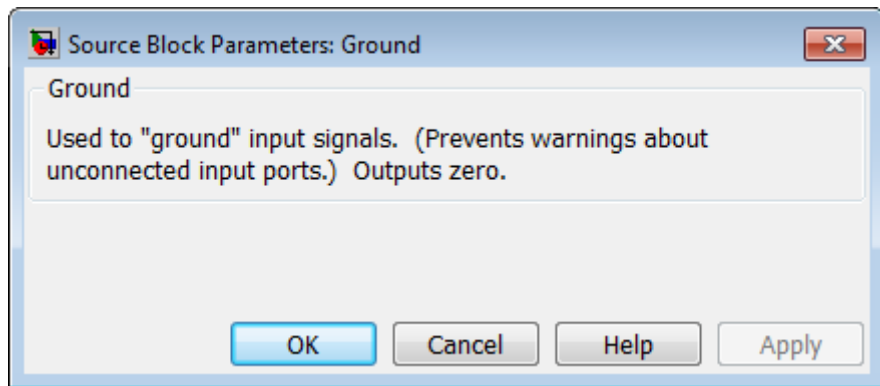 Source Block Parameters: Ground
Ground
Used to "ground" input signals.  (Prevents warnings about
unconnected input ports.)  Outputs zero.
OK Cancel Help Apply